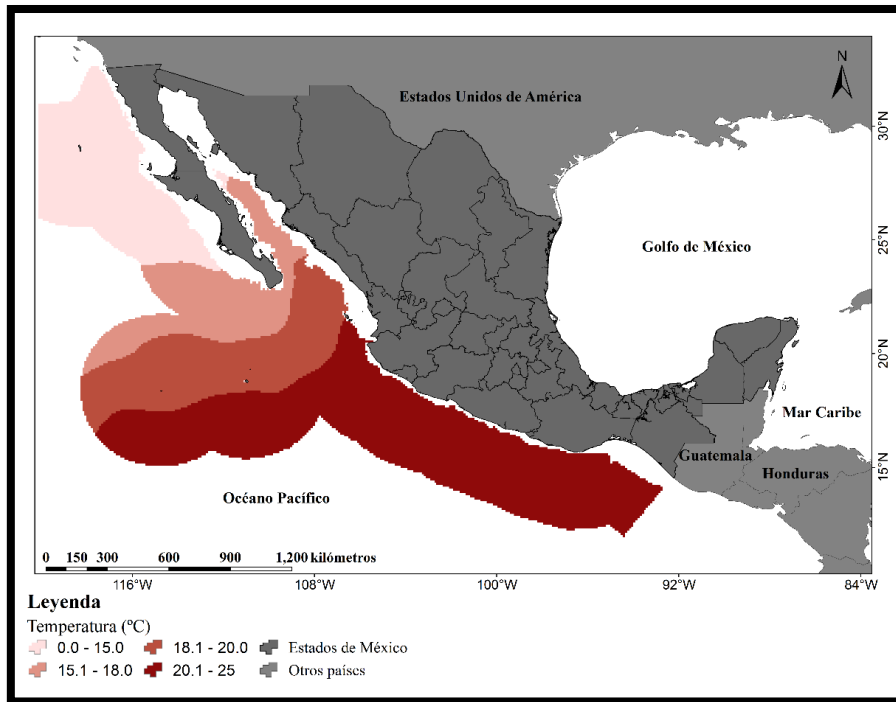 N
Estados Unidos de América
30°N
25°N
Golfo de México
20°N
Mar Caribe
Guatemala
Honduras
15°N
Océano Pacífico
0 150 300 600 900 1,200 kilómetros
116°W 108°W 100°W 92°W 84°W
Leyenda
Temperatura (ºC)
0.0 - 15.0 18.1 - 20.0 Estados de México
15.1 - 18.0 20.1 - 25 Otros países